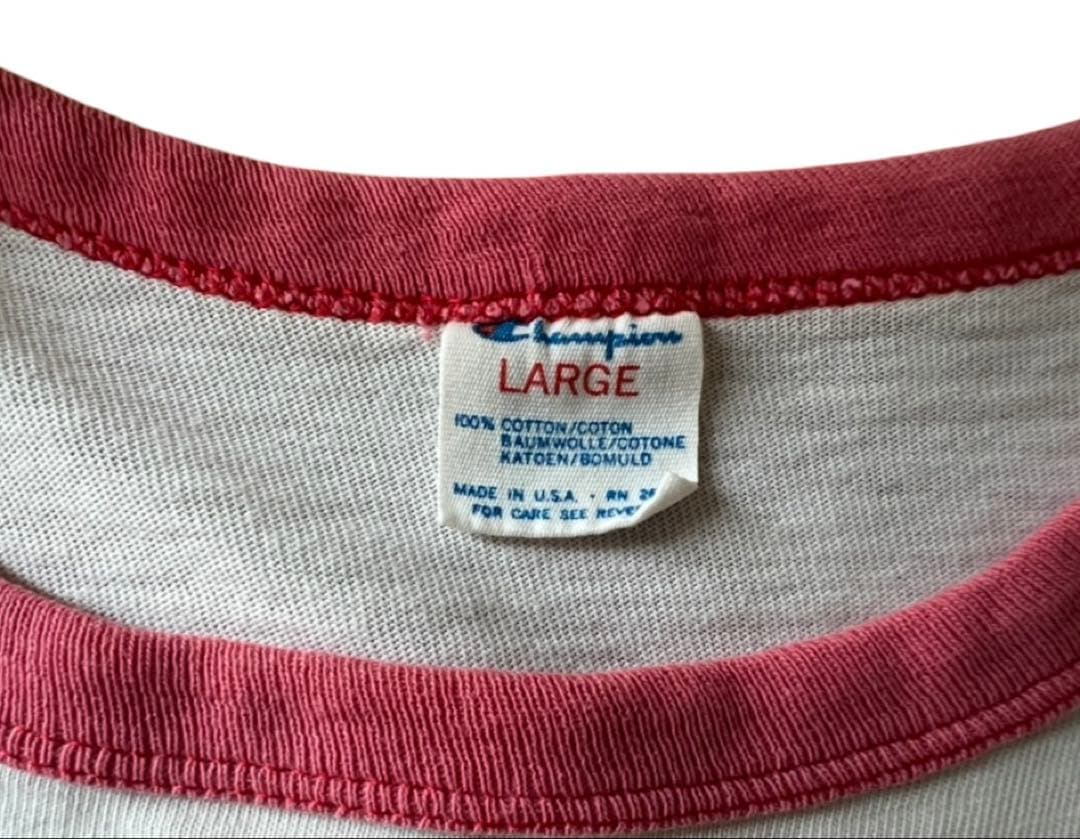 Champion
LARGE
100% COTTON/COTON
BAUMWOLLE/COTONE
KATOEN/BOMULD
MADE IN U.S.A. · RN
FOR CARE SEE